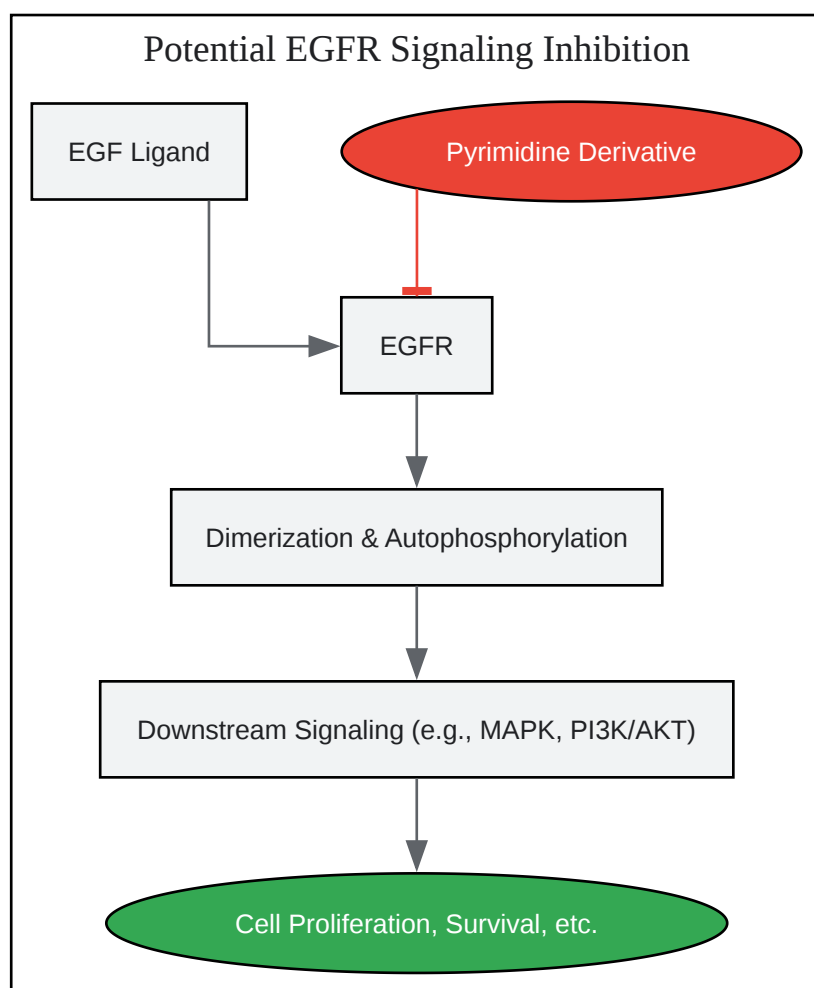 Potential EGFR Signaling Inhibition
EGF Ligand
Pyrimidine Derivative
EGFR
Dimerization & Autophosphorylation
Downstream Signaling (e.g., MAPK, PI3K/AKT)
Cell Proliferation, Survival, etc.